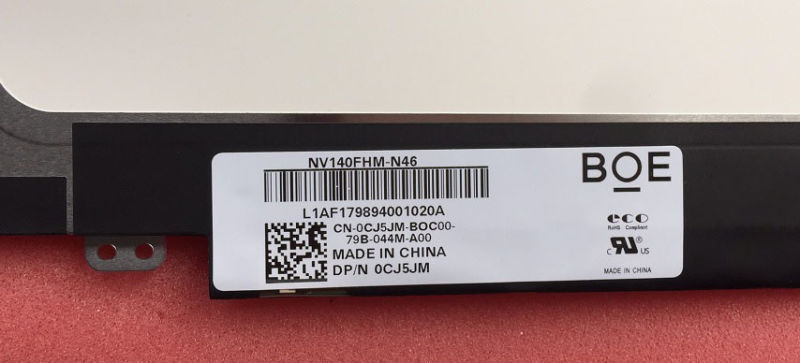 NV140FHM-N46
BOE
L1AF179894001020A
CN-0CJ5JM-BOC00-
79B-044M-A00
MADE IN CHINA
DP/N 0CJ5JM
eco
RoHS Compliant
c RU US
MADE IN CHINA